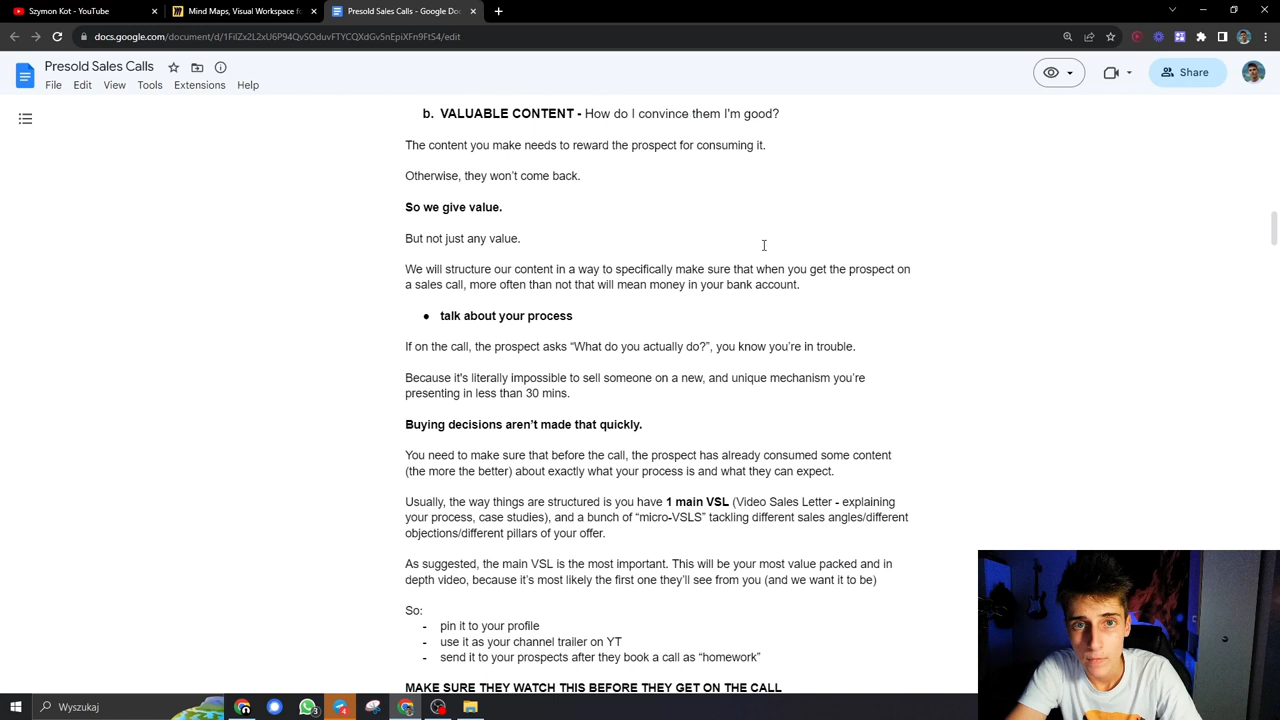 Szymon Kot - YouTube
Mind Maps, Visual Workspace fo
Presold Sales Calls - Google Do
docs.google.com/document/d/1FiIZx2L2xU6P94QvSOduvFTYCQXdGv5nEpiXFn9FtS4/edit
Presold Sales Calls
File Edit View Tools Extensions Help
Share
b. VALUABLE CONTENT - How do I convince them I'm good?
The content you make needs to reward the prospect for consuming it.
Otherwise, they won't come back.
So we give value.
But not just any value.
We will structure our content in a way to specifically make sure that when you get the prospect on
a sales call, more often than not that will mean money in your bank account.
● talk about your process
If on the call, the prospect asks “What do you actually do?”, you know you're in trouble.
Because it's literally impossible to sell someone on a new, and unique mechanism you're
presenting in less than 30 mins.
Buying decisions aren't made that quickly.
You need to make sure that before the call, the prospect has already consumed some content
(the more the better) about exactly what your process is and what they can expect.
Usually, the way things are structured is you have 1 main VSL (Video Sales Letter - explaining
your process, case studies), and a bunch of “micro-VSLS” tackling different sales angles/different
objections/different pillars of your offer.
As suggested, the main VSL is the most important. This will be your most value packed and in
depth video, because it's most likely the first one they'll see from you (and we want it to be)
So:
- pin it to your profile
- use it as your channel trailer on YT
- send it to your prospects after they book a call as “homework”
MAKE SURE THEY WATCH THIS BEFORE THEY GET ON THE CALL
Wyszukaj